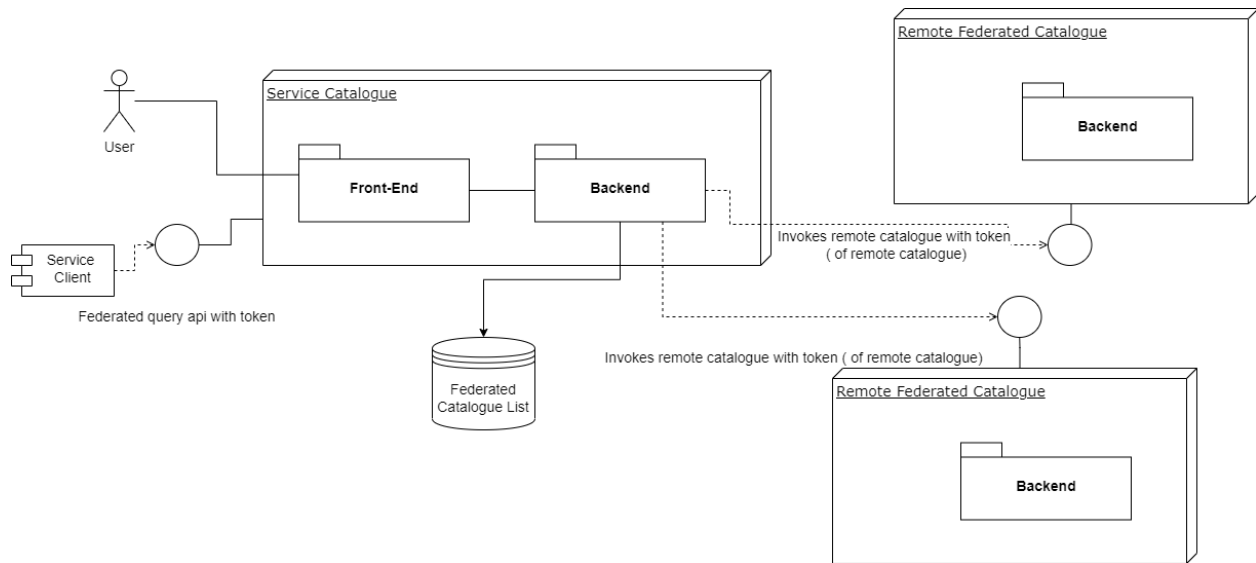 Remote Federated Catalogue
Backend
Service Catalogue
User
Front-End
Backend
Invokes remote catalogue with token
( of remote catalogue)
Service
Client
Federated query api with token
Invokes remote catalogue with token ( of remote catalogue)
Federated
Catalogue List
Remote Federated Catalogue
Backend